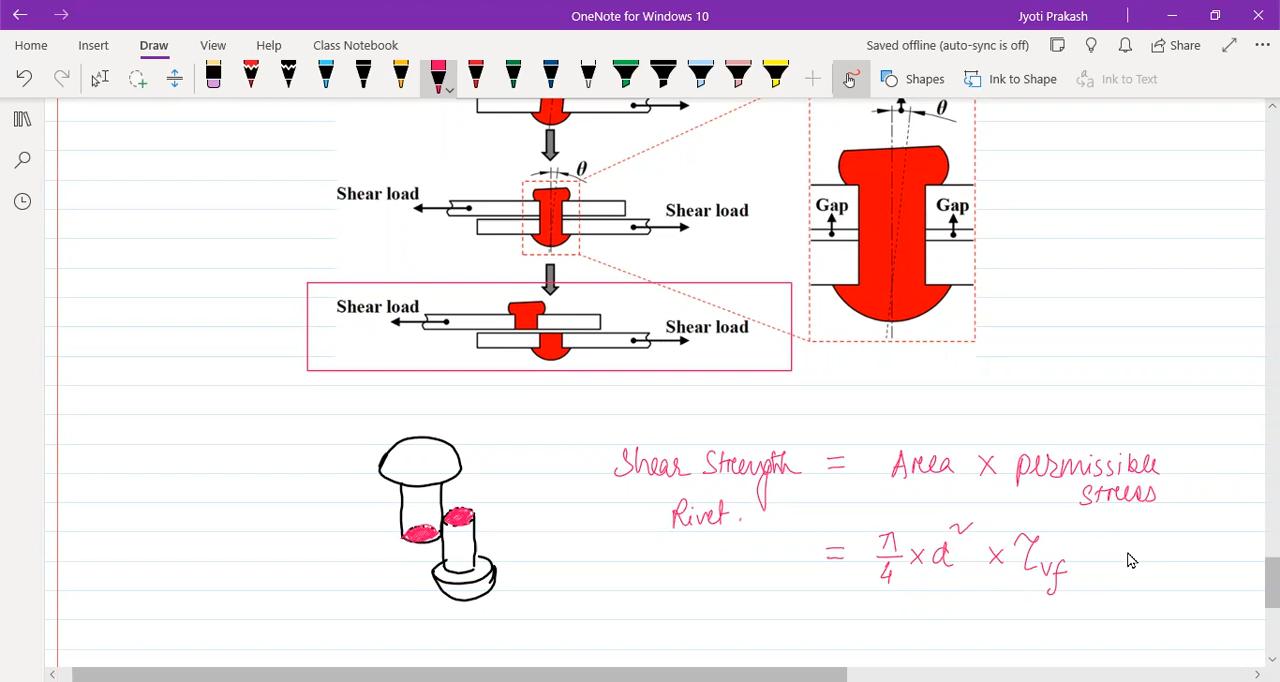 OneNote for Windows 10
Jyoti Prakash
Home Insert Draw View Help Class Notebook
Saved offline (auto-sync is off)
Share
Shapes
Ink to Shape
Ink to Text
θ
θ
Shear load
Shear load
Gap
Gap
Shear load
Shear load
Shear Strength = Area × permissible
stress
Rivet.
= π/4 × d² × τvf